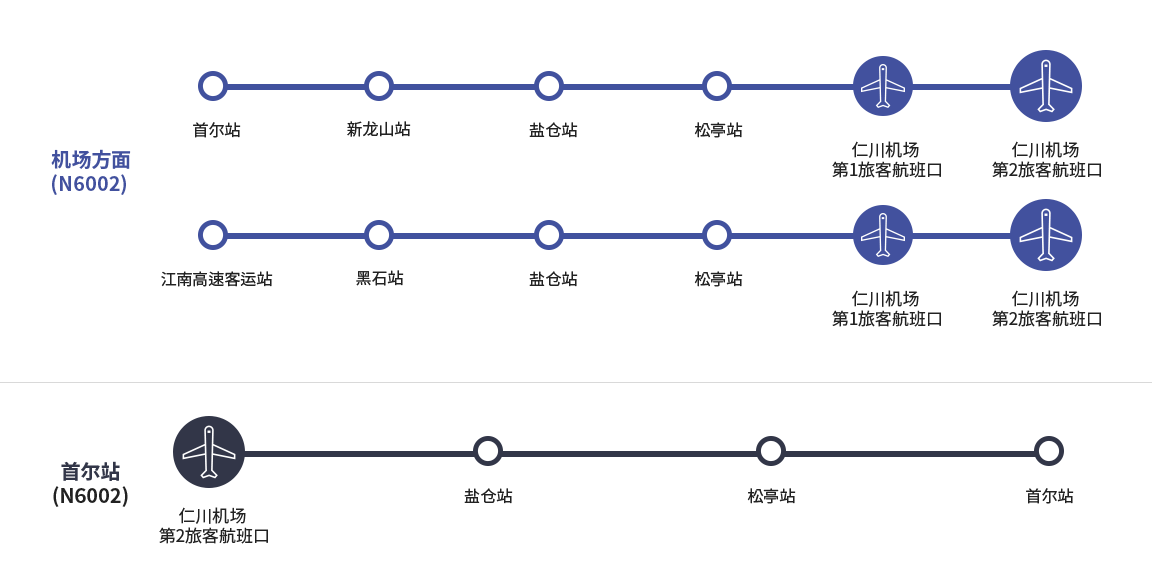 机场方面
(N6002)
首尔站
新龙山站
盐仓站
松亭站
仁川机场
第1旅客航班口
仁川机场
第2旅客航班口
江南高速客运站
黑石站
盐仓站
松亭站
仁川机场
第1旅客航班口
仁川机场
第2旅客航班口
首尔站
(N6002)
仁川机场
第2旅客航班口
盐仓站
松亭站
首尔站